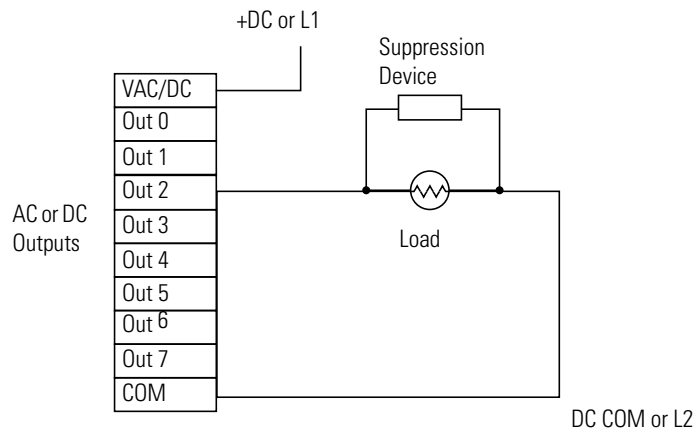 +DC or L1
Suppression
Device
VAC/DC
Out 0
Out 1
Out 2
Out 3
Out 4
Out 5
Out 6
Out 7
COM
AC or DC
Outputs
Load
DC COM or L2